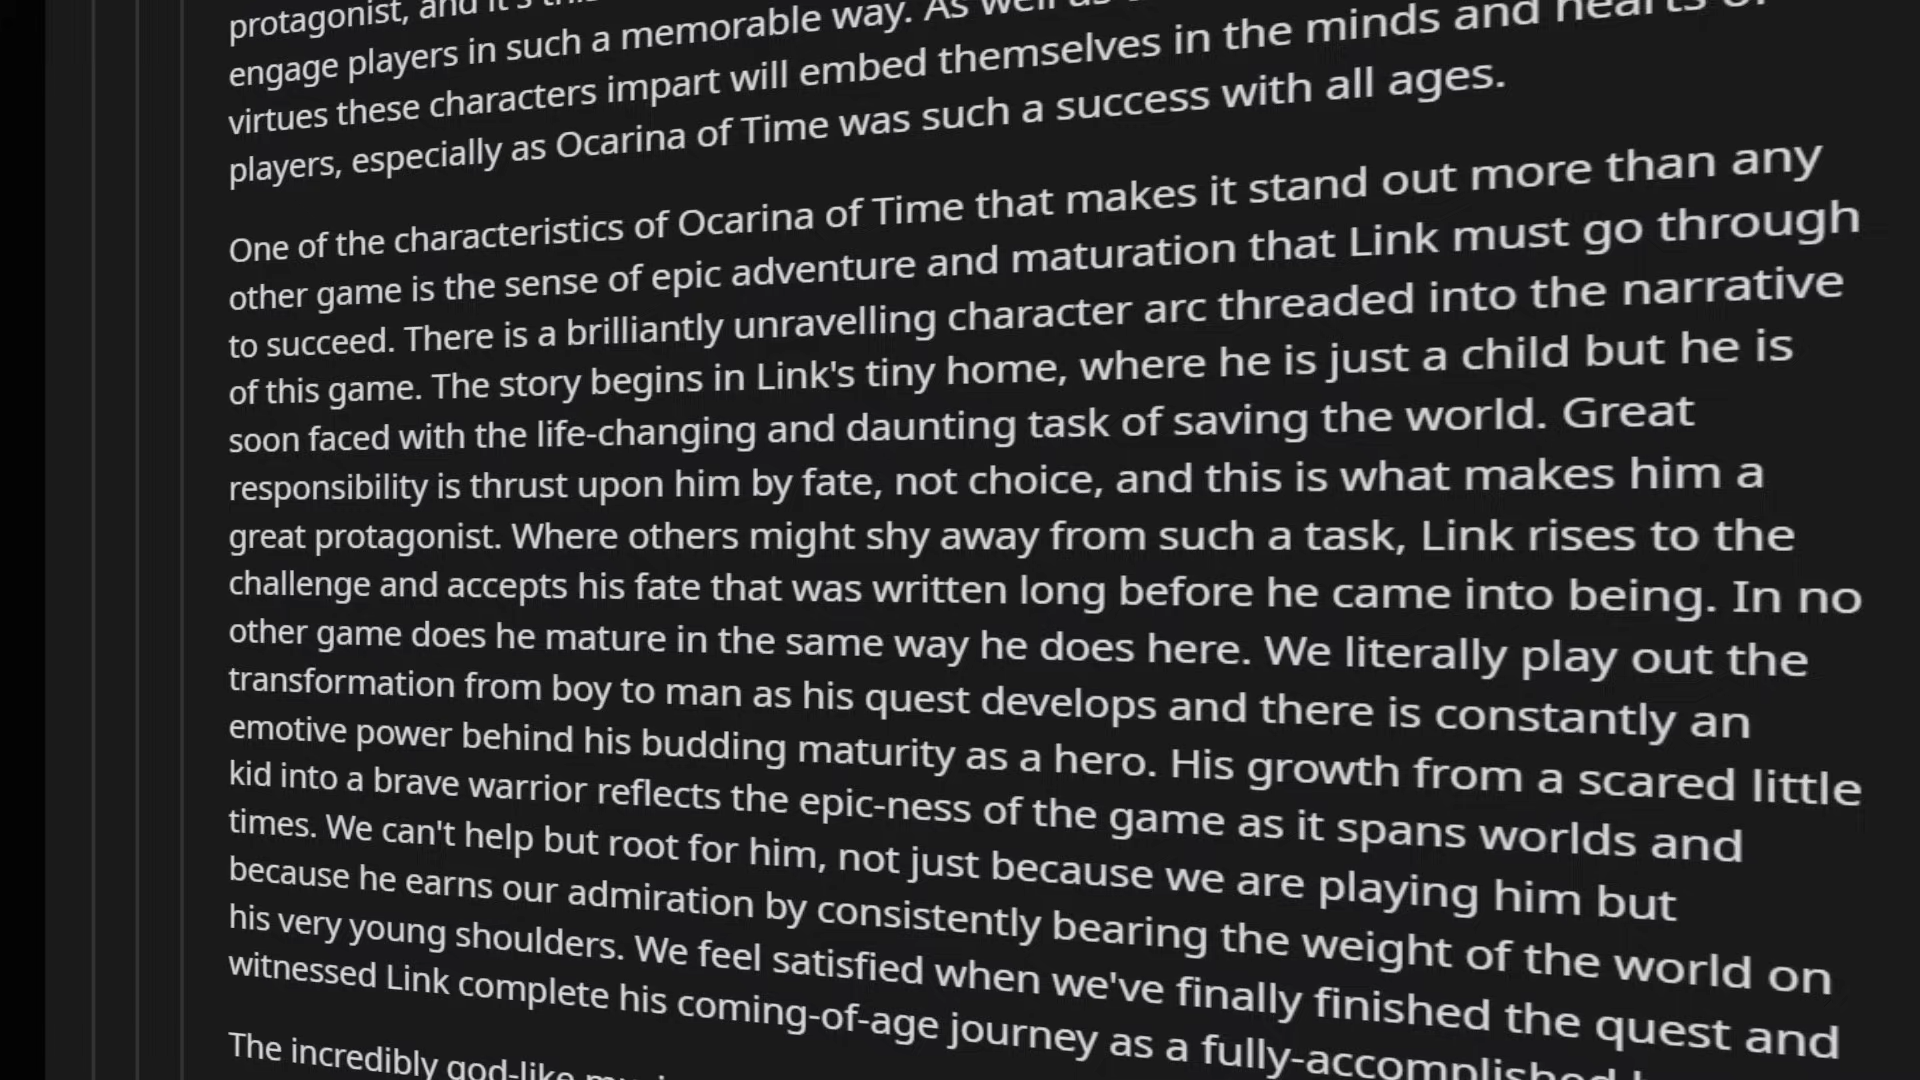 protagonist, and it's
engage players in such a memorable way. As well as
virtues these characters impart will embed themselves in the minds and hearts
players, especially as Ocarina of Time was such a success with all ages.
One of the characteristics of Ocarina of Time that makes it stand out more than any
other game is the sense of epic adventure and maturation that Link must go through
to succeed. There is a brilliantly unravelling character arc threaded into the narrative
of this game. The story begins in Link's tiny home, where he is just a child but he is
soon faced with the life-changing and daunting task of saving the world. Great
responsibility is thrust upon him by fate, not choice, and this is what makes him a
great protagonist. Where others might shy away from such a task, Link rises to the
challenge and accepts his fate that was written long before he came into being. In no
other game does he mature in the same way he does here. We literally play out the
transformation from boy to man as his quest develops and there is constantly an
emotive power behind his budding maturity as a hero. His growth from a scared little
kid into a brave warrior reflects the epic-ness of the game as it spans worlds and
times. We can't help but root for him, not just because we are playing him but
because he earns our admiration by consistently bearing the weight of the world on
his very young shoulders. We feel satisfied when we've finally finished the quest and
witnessed Link complete his coming-of-age journey as a fully-accomplished
The incredibly god-like